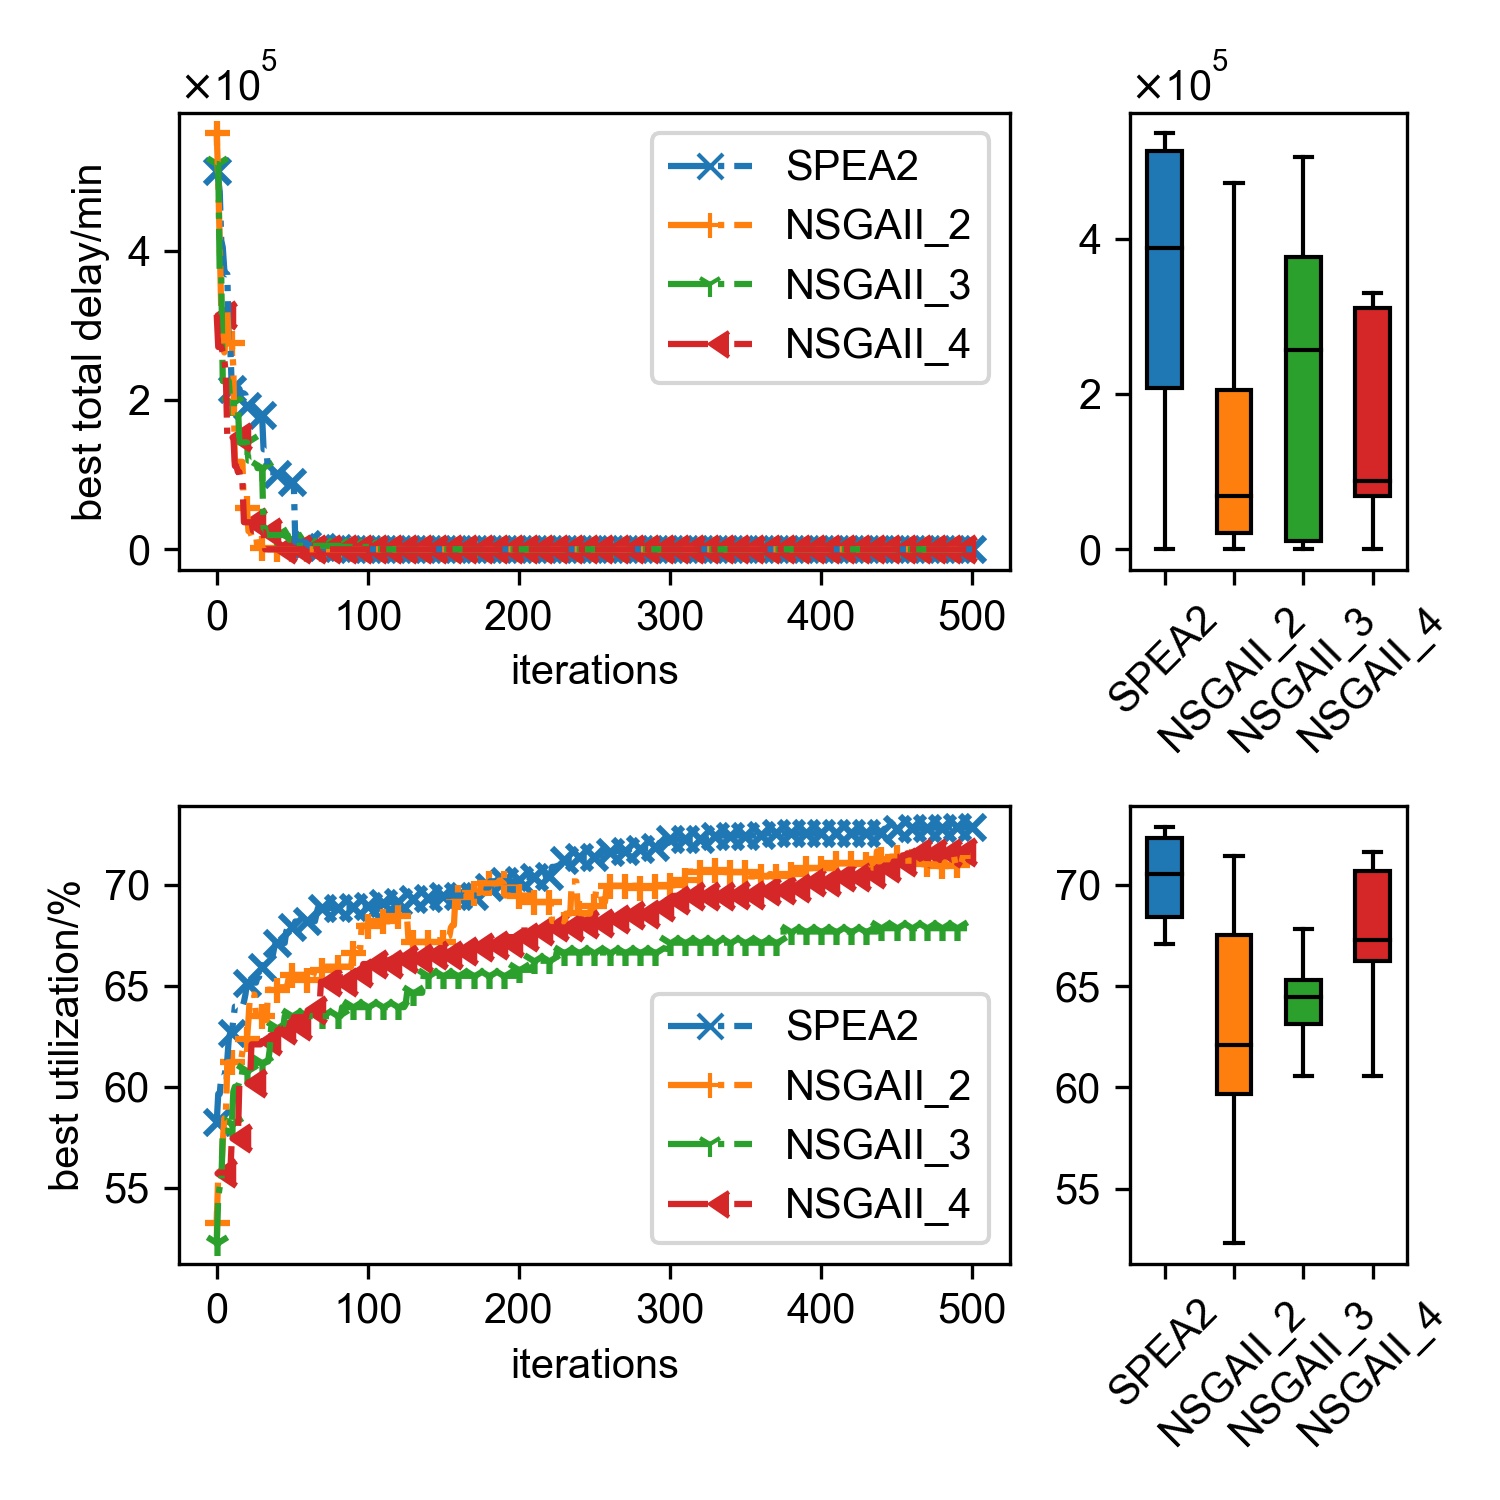 ×10^5
best total delay/min
4
2
0
0 100 200 300 400 500
iterations
SPEA2
NSGAII_2
NSGAII_3
NSGAII_4
×10^5
4
2
0
SPEA2
NSGAII_2
NSGAII_3
NSGAII_4
best utilization/%
70
65
60
55
0 100 200 300 400 500
iterations
SPEA2
NSGAII_2
NSGAII_3
NSGAII_4
70
65
60
55
SPEA2
NSGAII_2
NSGAII_3
NSGAII_4